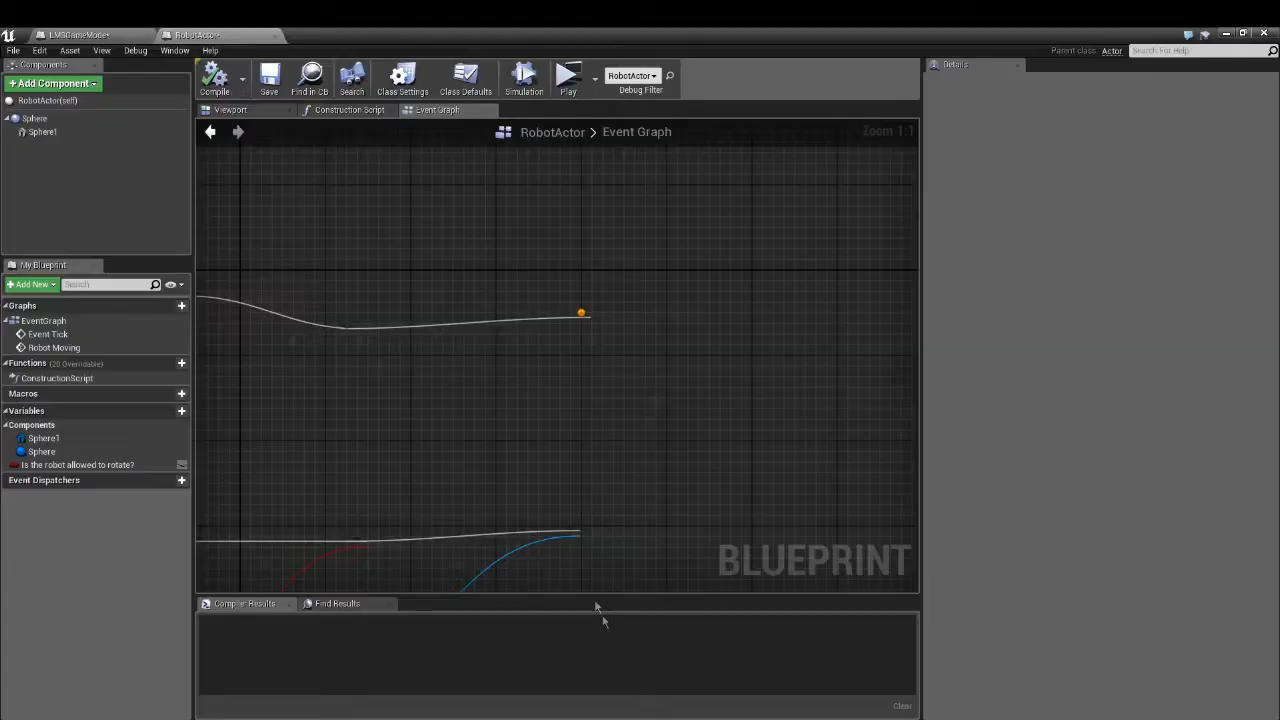 LMSGameMode*
RobotActor*
File Edit Asset View Debug Window Help
Parent class: Actor
Search For Help
Components
+Add Component
RobotActor(self)
Sphere
Sphere1
Compile
Save
Find in CB
Search
Class Settings
Class Defaults
Simulation
Play
RobotActor
Debug Filter
Details
Viewport
Construction Script
Event Graph
RobotActor > Event Graph
Zoom 1:1
My Blueprint
+Add New
Search
Graphs
EventGraph
Event Tick
Robot Moving
Functions (20 Overridable)
ConstructionScript
Macros
Variables
Components
Sphere1
Sphere
Is the robot allowed to rotate?
Event Dispatchers
BLUEPRINT
Compiler Results
Find Results
Clear